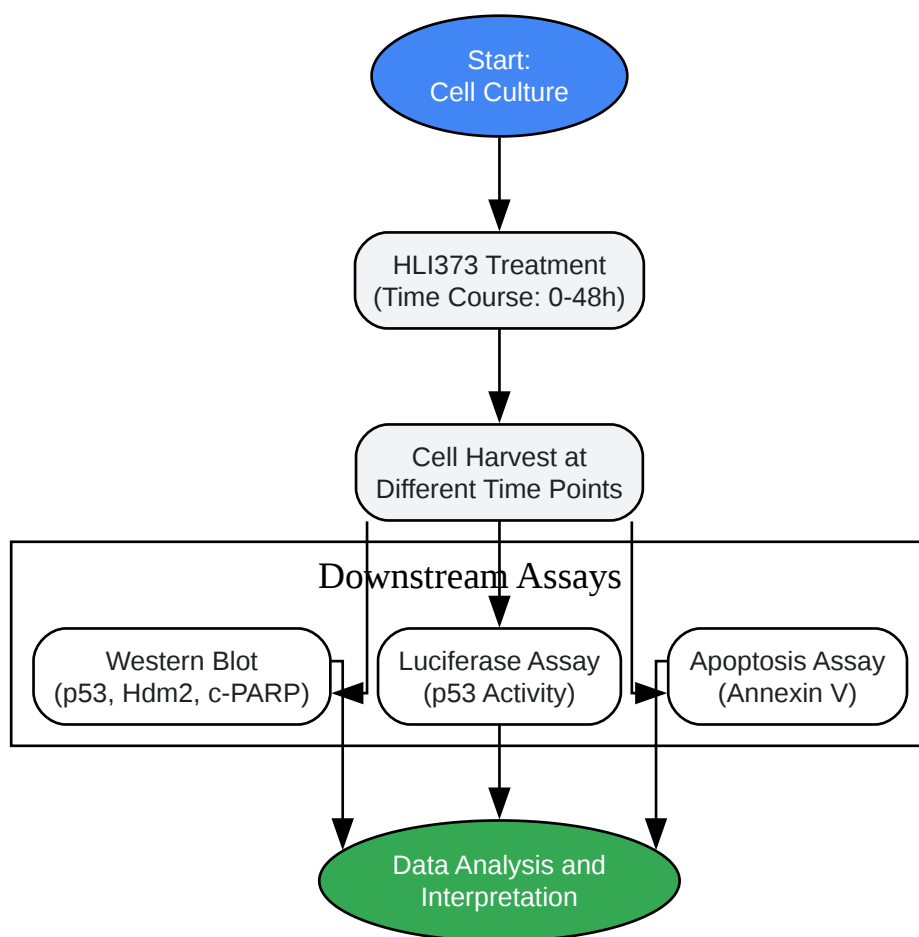 Start:
Cell Culture
HLI373 Treatment
(Time Course: 0-48h)
Cell Harvest at
Different Time Points
Downstream Assays
Western Blot
(p53, Hdm2, c-PARP)
Luciferase Assay
(p53 Activity)
Apoptosis Assay
(Annexin V)
Data Analysis and
Interpretation